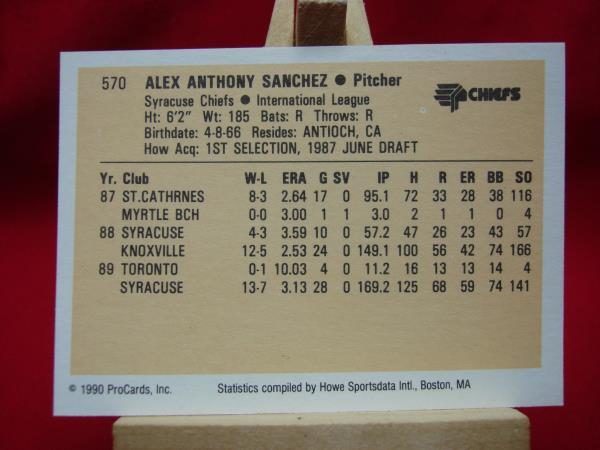 570 ALEX ANTHONY SANCHEZ ● Pitcher
Syracuse Chiefs ● International League
CHIEFS
Ht: 6'2" Wt: 185 Bats: R Throws: R
Birthdate: 4-8-66 Resides: ANTIOCH, CA
How Acq: 1ST SELECTION, 1987 JUNE DRAFT
Yr. Club W-L ERA G SV IP H R ER BB SO
87 ST.CATHRNES 8-3 2.64 17 0 95.1 72 33 28 38 116
MYRTLE BCH 0-0 3.00 1 1 3.0 2 1 1 0 4
88 SYRACUSE 4-3 3.59 10 0 57.2 47 26 23 43 57
KNOXVILLE 12-5 2.53 24 0 149.1 100 56 42 74 166
89 TORONTO 0-1 10.03 4 0 11.2 16 13 13 14 4
SYRACUSE 13-7 3.13 28 0 169.2 125 68 59 74 141
© 1990 ProCards, Inc. Statistics compiled by Howe Sportsdata Intl., Boston, MA